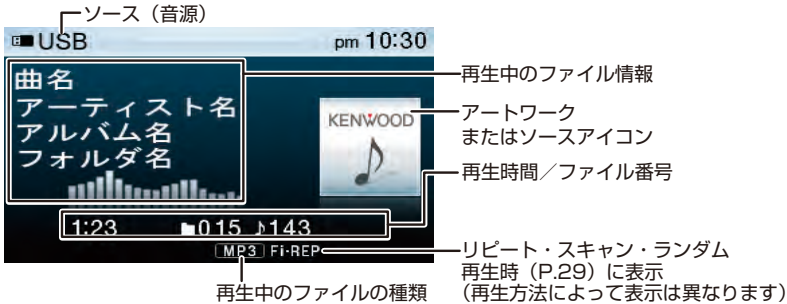 ソース（音源）
USB
pm 10:30
曲名
アーティスト名
アルバム名
フォルダ名
KENWOOD
1:23 015 ♪143
MP3 Fi-REP
再生中のファイル情報
アートワーク
またはソースアイコン
再生時間／ファイル番号
リピート・スキャン・ランダム
再生時（P.29）に表示
（再生方法によって表示は異なります）
再生中のファイルの種類